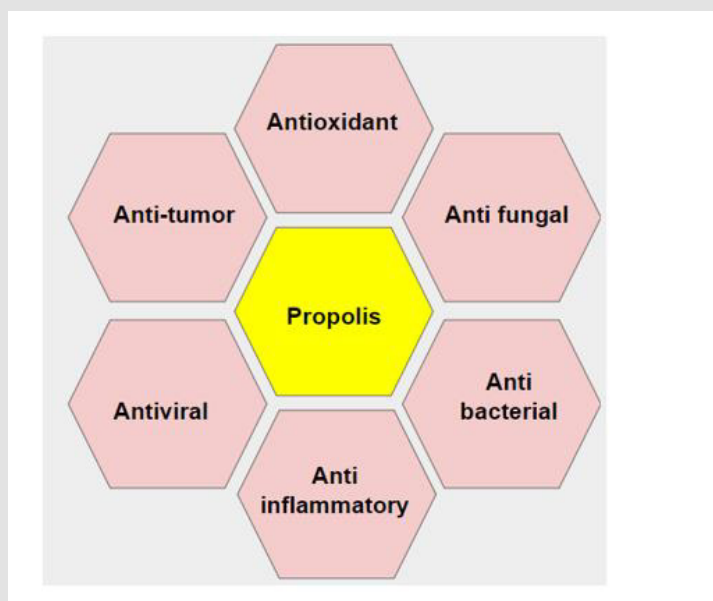 Antioxidant
Anti-tumor
Anti fungal
Propolis
Antiviral
Anti
bacterial
Anti
inflammatory